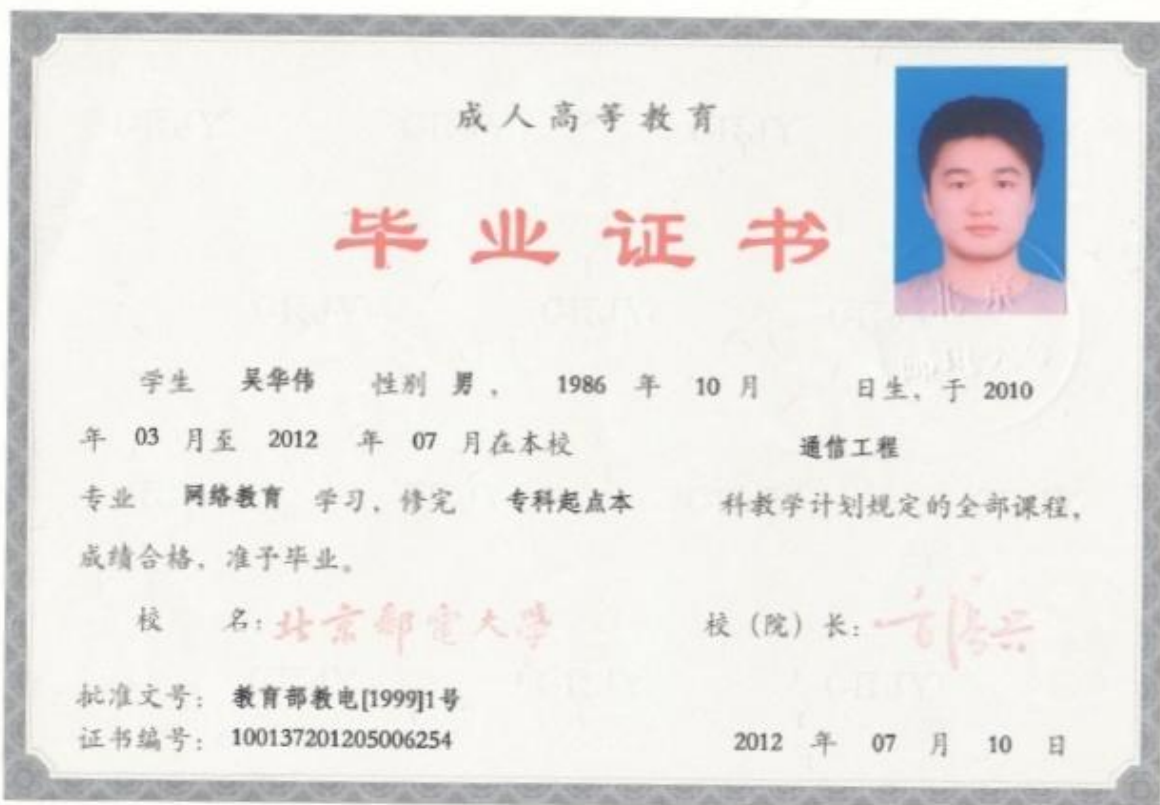 成人高等教育
毕业证书
学生 吴华伟 性别 男， 1986 年 10 月 日生，于 2010
年 03 月至 2012 年 07 月在本校 通信工程
专业 网络教育 学习，修完 专科起点本 科教学计划规定的全部课程，
成绩合格，准予毕业。
校 名：北京邮电大学 校（院）长：
批准文号：教育部教电[1999]1号
证书编号：100137201205006254 2012 年 07 月 10 日